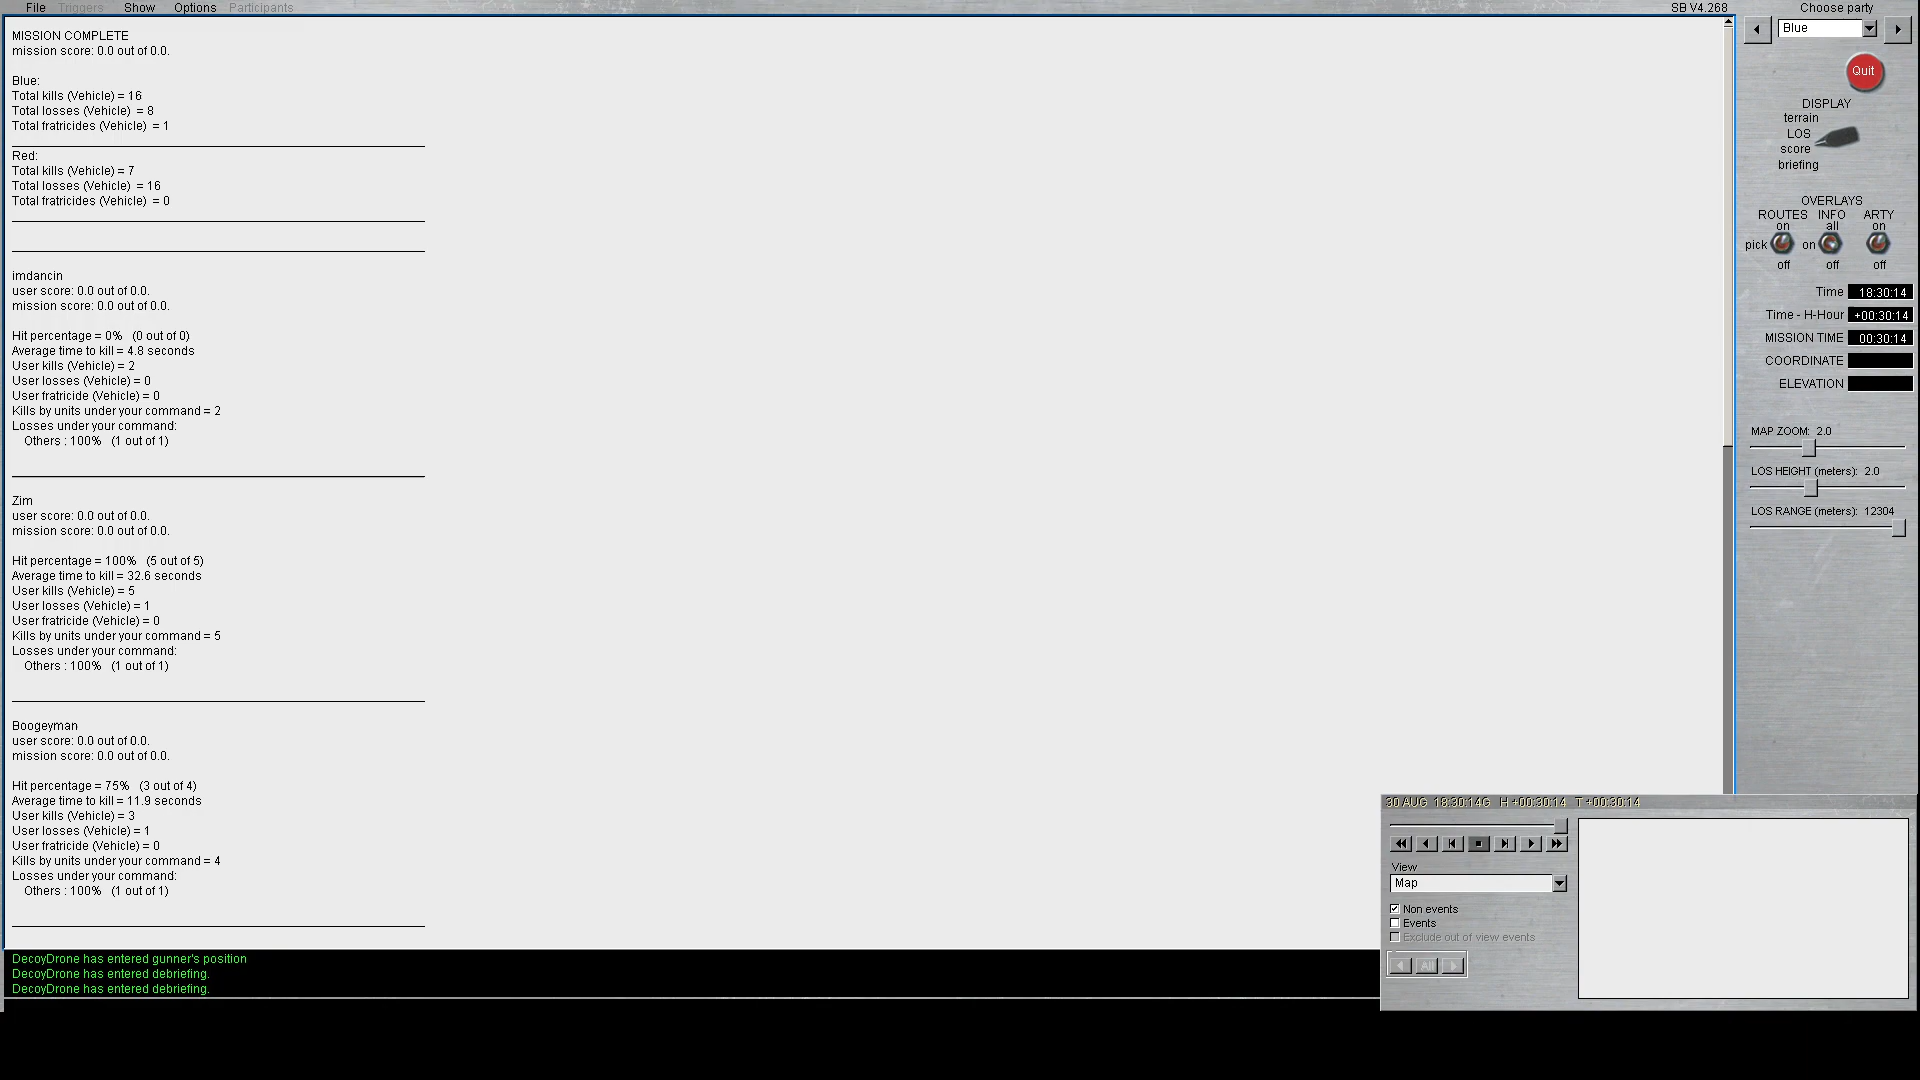 File Triggers Show Options Participants SB V4.268
MISSION COMPLETE
mission score: 0.0 out of 0.0.
Blue:
Total kills (Vehicle) = 16
Total losses (Vehicle) = 8
Total fratricides (Vehicle) = 1
Red:
Total kills (Vehicle) = 7
Total losses (Vehicle) = 16
Total fratricides (Vehicle) = 0
imdancin
user score: 0.0 out of 0.0.
mission score: 0.0 out of 0.0.
Hit percentage = 0% (0 out of 0)
Average time to kill = 4.8 seconds
User kills (Vehicle) = 2
User losses (Vehicle) = 0
User fratricide (Vehicle) = 0
Kills by units under your command = 2
Losses under your command:
Others : 100% (1 out of 1)
Zim
user score: 0.0 out of 0.0.
mission score: 0.0 out of 0.0.
Hit percentage = 100% (5 out of 5)
Average time to kill = 32.6 seconds
User kills (Vehicle) = 5
User losses (Vehicle) = 1
User fratricide (Vehicle) = 0
Kills by units under your command = 5
Losses under your command:
Others : 100% (1 out of 1)
Boogeyman
user score: 0.0 out of 0.0.
mission score: 0.0 out of 0.0.
Hit percentage = 75% (3 out of 4)
Average time to kill = 11.9 seconds
User kills (Vehicle) = 3
User losses (Vehicle) = 1
User fratricide (Vehicle) = 0
Kills by units under your command = 4
Losses under your command:
Others : 100% (1 out of 1)
DecoyDrone has entered gunner's position
DecoyDrone has entered debriefing.
DecoyDrone has entered debriefing.
Choose party
Blue
Quit
DISPLAY
terrain
LOS
score
briefing
OVERLAYS
ROUTES INFO ARTY
on all on
pick on
off off off
Time 18:30:14
Time - H-Hour +00:30:14
MISSION TIME 00:30:14
COORDINATE
ELEVATION
MAP ZOOM: 2.0
LOS HEIGHT (meters): 2.0
LOS RANGE (meters): 12304
30 AUG 18:30:14G H +00:30:14 T +00:30:14
View
Map
Non events
Events
Exclude out of view events
All